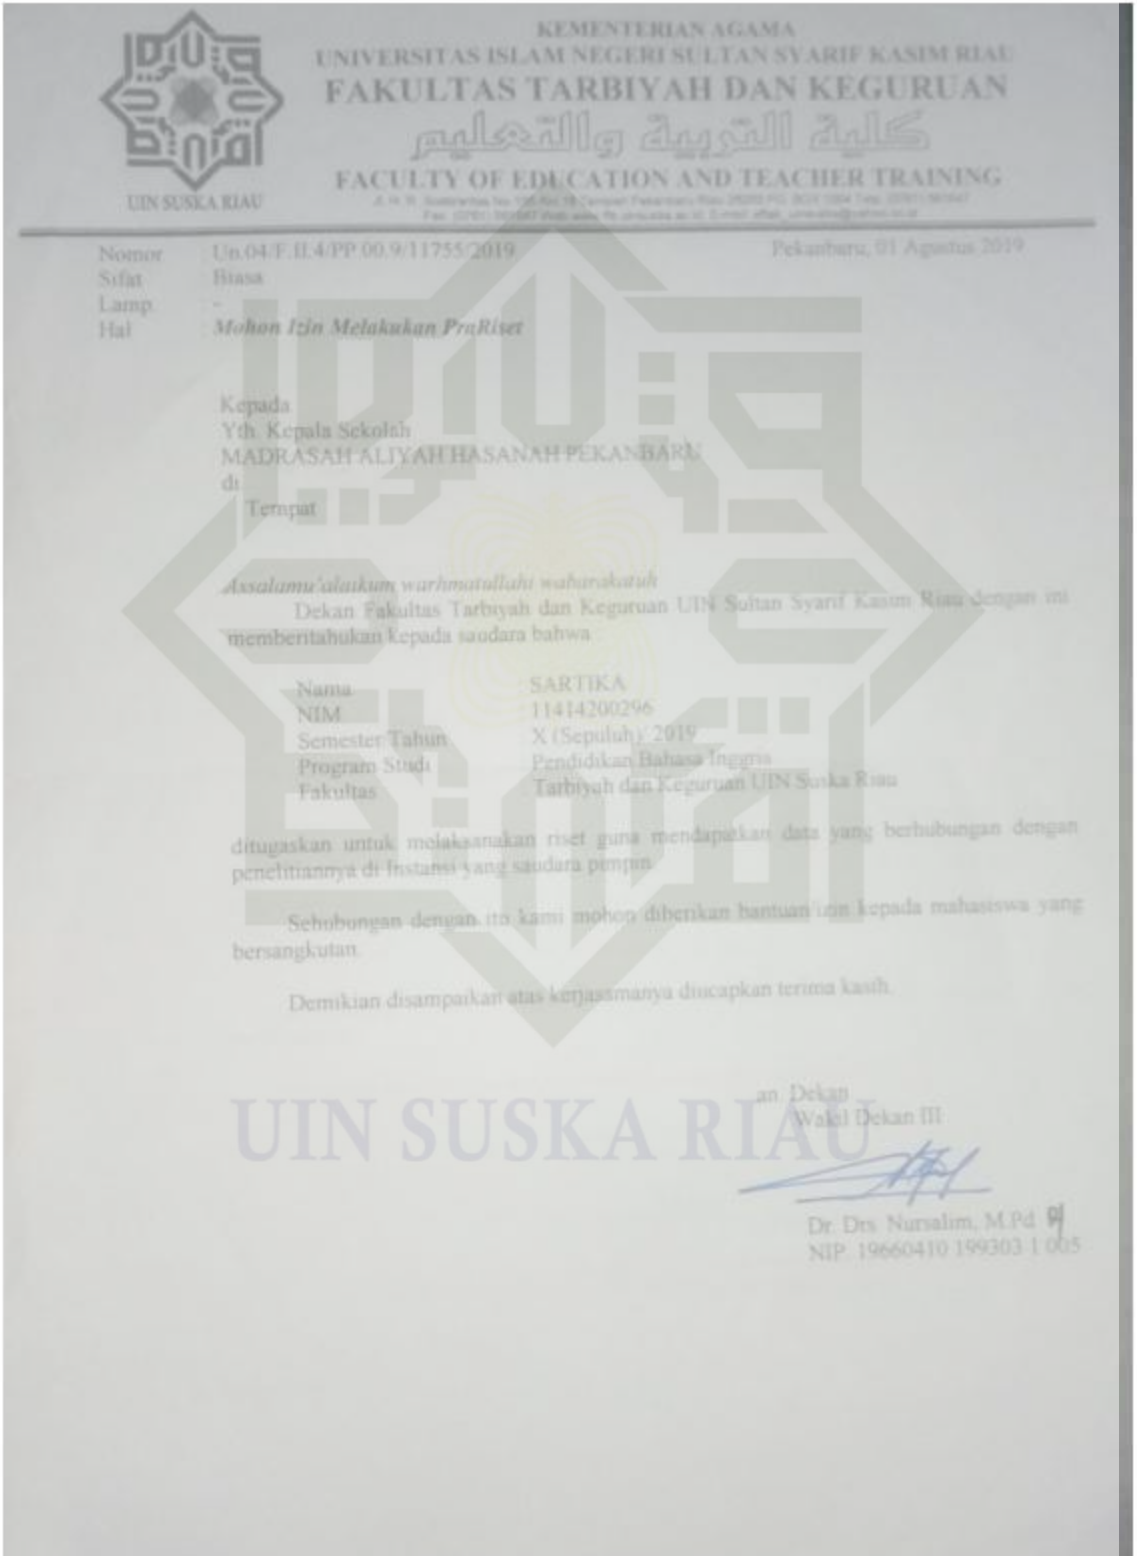 KEMENTERIAN AGAMA
UNIVERSITAS ISLAM NEGERI SULTAN SYARIF KASIM RIAU
FAKULTAS TARBIYAH DAN KEGURUAN
كلية التربية والتعليم
FACULTY OF EDUCATION AND TEACHER TRAINING
UIN SUSKA RIAU
Nomor : Un.04/F.II.4/PP.00.9/11755/2019 Pekanbaru, 01 Agustus 2019
Sifat : Biasa
Lamp. : -
Hal : Mohon Izin Melakukan PraRiset
Kepada
Yth. Kepala Sekolah
MADRASAH ALIYAH HASANAH PEKANBARU
di
Tempat
Assalamu'alaikum warhmatullahi wabarakatuh
Dekan Fakultas Tarbiyah dan Keguruan UIN Sultan Syarif Kasim Riau dengan ini
memberitahukan kepada saudara bahwa :
Nama : SARTIKA
NIM : 11414200296
Semester/Tahun : X (Sepuluh)/ 2019
Program Studi : Pendidikan Bahasa Inggris
Fakultas : Tarbiyah dan Keguruan UIN Suska Riau
ditugaskan untuk melaksanakan riset guna mendapatkan data yang berhubungan dengan
penelitiannya di Instansi yang saudara pimpin.
Sehubungan dengan itu kami mohon diberikan bantuan/izin kepada mahasiswa yang
bersangkutan.
Demikian disampaikan atas kerjasamanya diucapkan terima kasih.
an. Dekan
Wakil Dekan III
UIN SUSKA RIAU
Dr. Drs. Nursalim, M.Pd
NIP. 19660410 199303 1 005